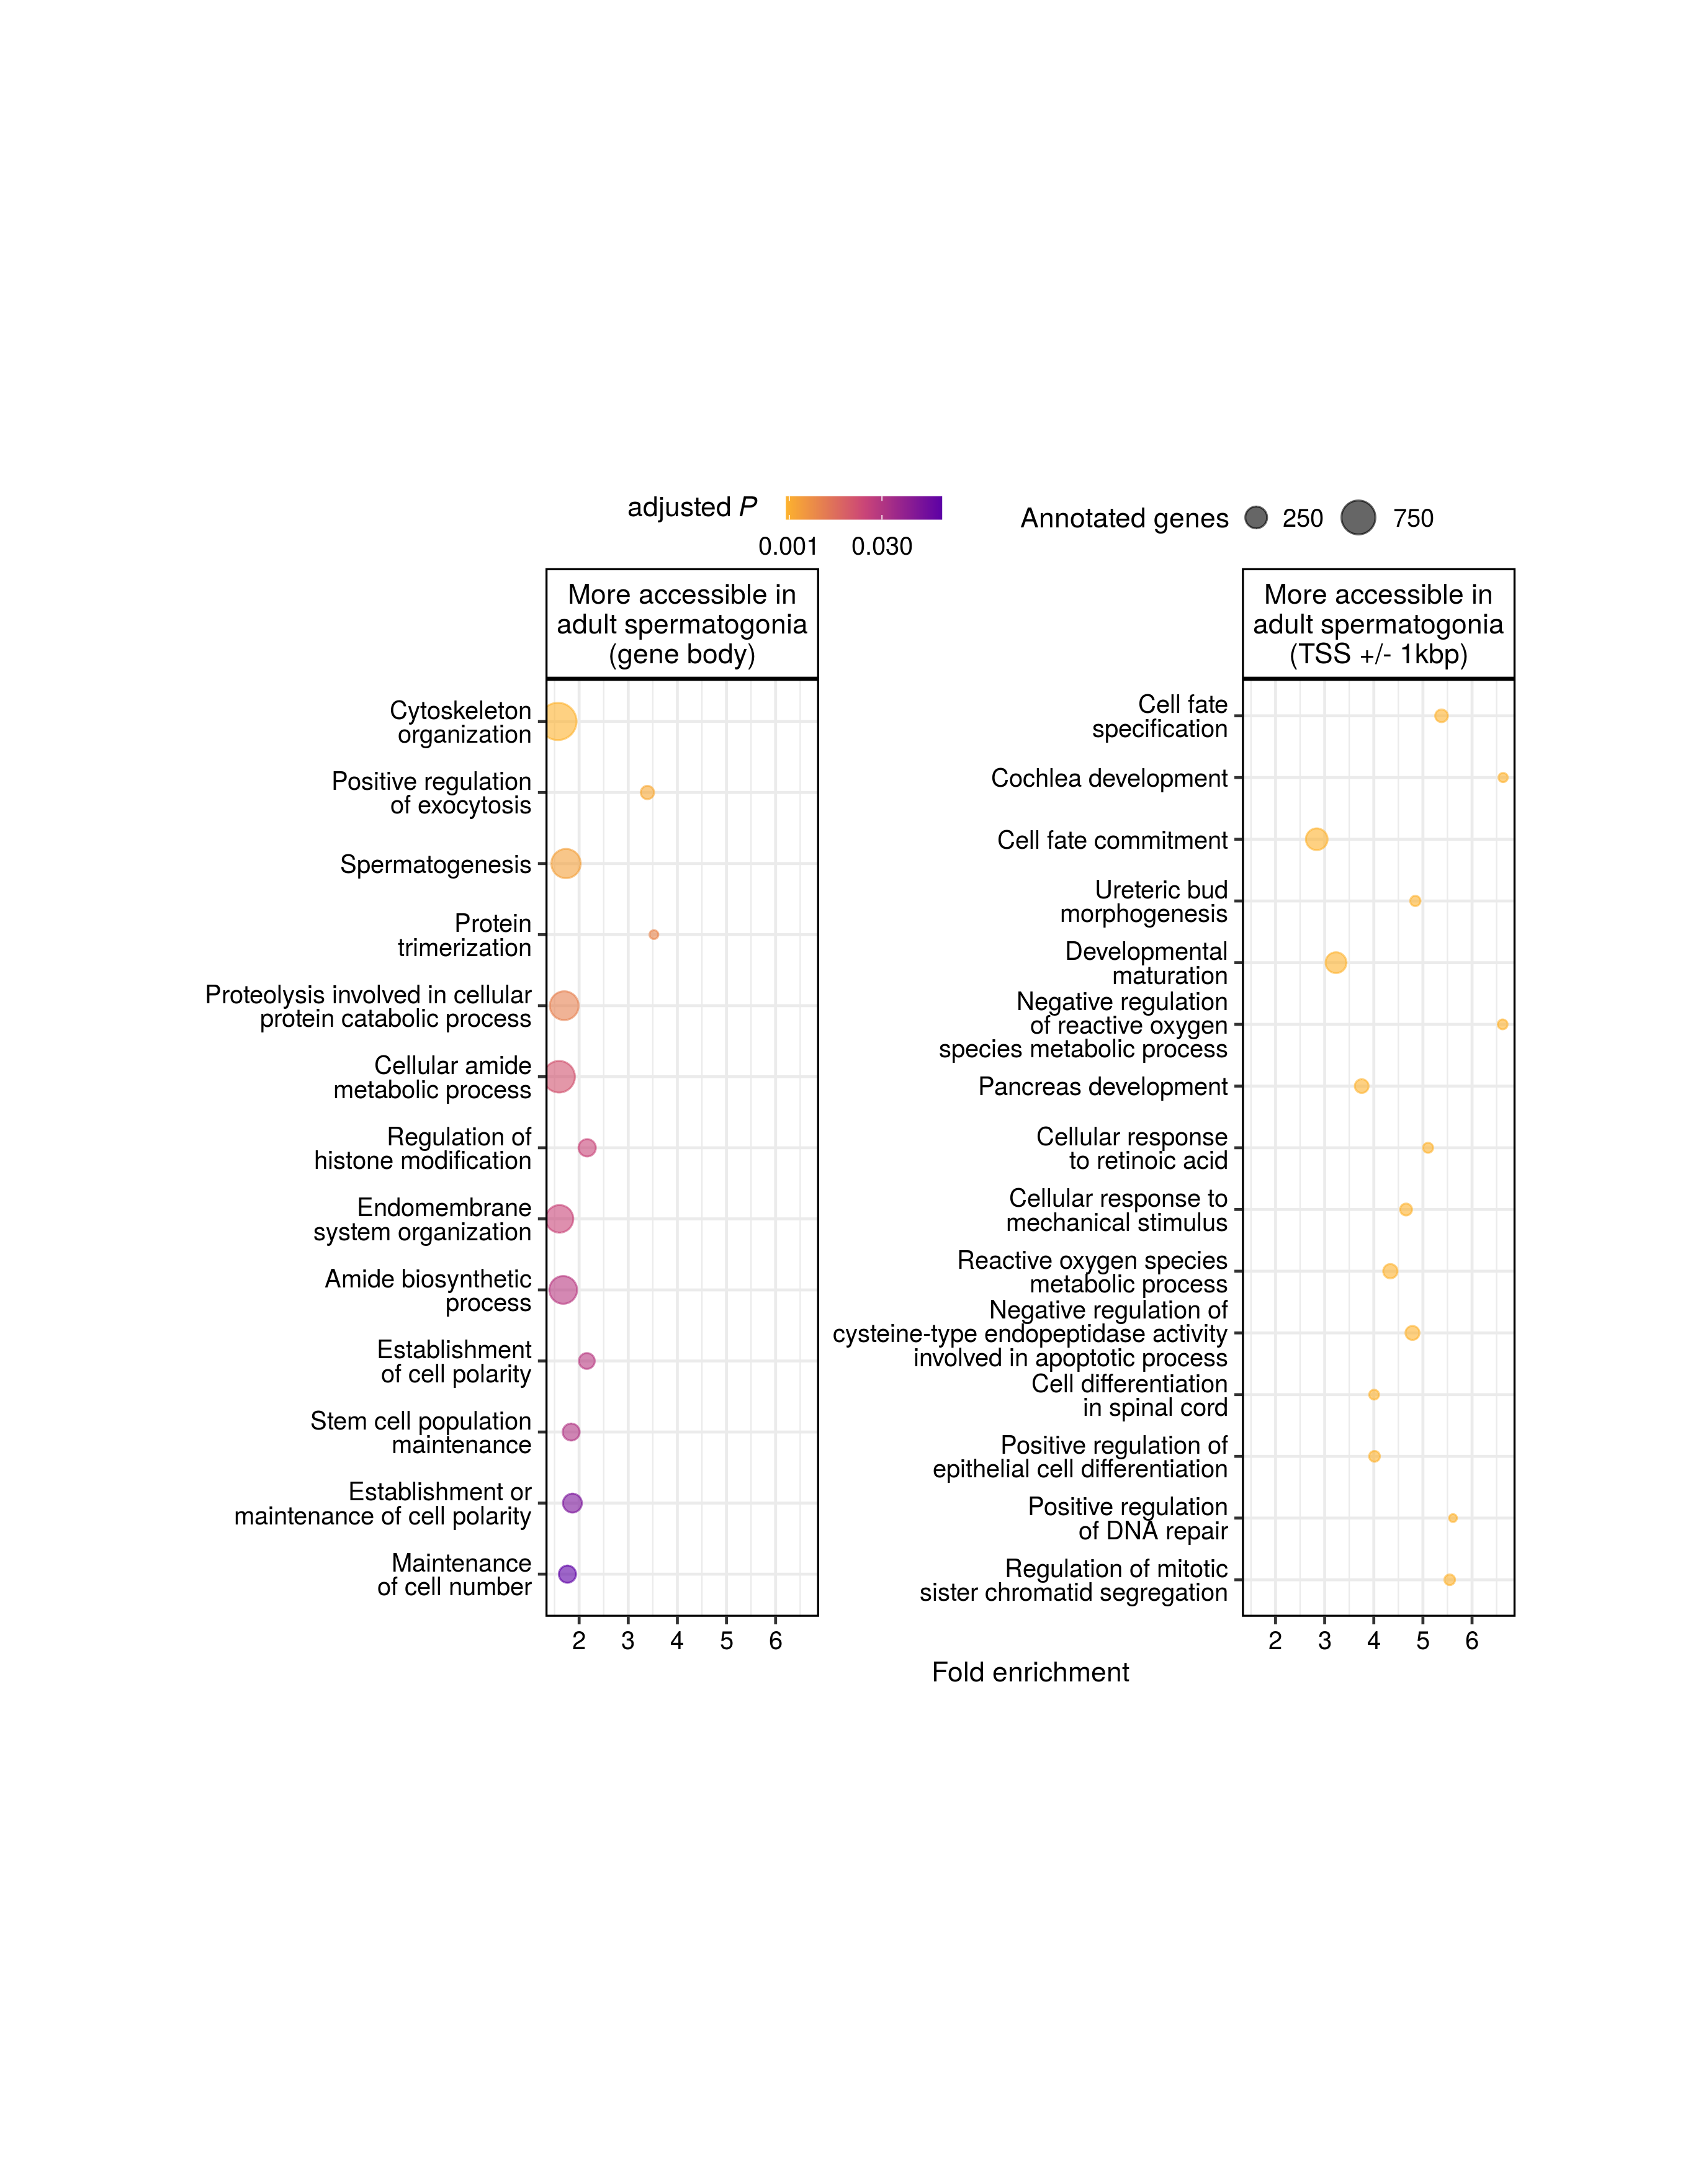 adjusted P
0.001 0.030
Annotated genes 250 750
More accessible in
adult spermatogonia
(gene body)
Cytoskeleton
organization
Positive regulation
of exocytosis
Spermatogenesis
Protein
trimerization
Proteolysis involved in cellular
protein catabolic process
Cellular amide
metabolic process
Regulation of
histone modification
Endomembrane
system organization
Amide biosynthetic
process
Establishment
of cell polarity
Stem cell population
maintenance
Establishment or
maintenance of cell polarity
Maintenance
of cell number
2 3 4 5 6
More accessible in
adult spermatogonia
(TSS +/- 1kbp)
Cell fate
specification
Cochlea development
Cell fate commitment
Ureteric bud
morphogenesis
Developmental
maturation
Negative regulation
of reactive oxygen
species metabolic process
Pancreas development
Cellular response
to retinoic acid
Cellular response to
mechanical stimulus
Reactive oxygen species
metabolic process
Negative regulation of
cysteine-type endopeptidase activity
involved in apoptotic process
Cell differentiation
in spinal cord
Positive regulation of
epithelial cell differentiation
Positive regulation
of DNA repair
Regulation of mitotic
sister chromatid segregation
2 3 4 5 6
Fold enrichment